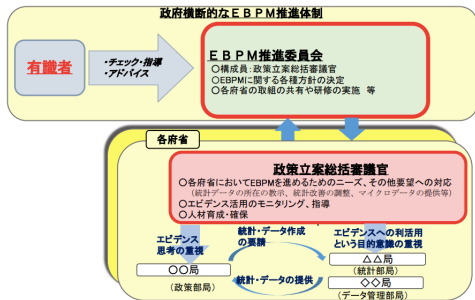 政府横断的なEBPM推進体制
有識者
・チェック・指導
・アドバイス
EBPM推進委員会
○構成員:政策立案総括審議官
○EBPMに関する各種方針の決定
○各府省の取組の共有や研修の実施 等
各府省
政策立案総括審議官
○各府省においてEBPMを進めるためのニーズ、その他要望への対応
(統計データの所在の教示、統計改善の調整、マイクロデータの提供等)
○エビデンス活用のモニタリング、指導
○人材育成・確保
エビデンス
思考の重視
統計・データ作成
の要請
エビデンスへの利活用
という目的意識の重視
○○局
(政策部局)
△△局
(統計部局)
統計・データの提供
◇◇局
(データ管理部局)